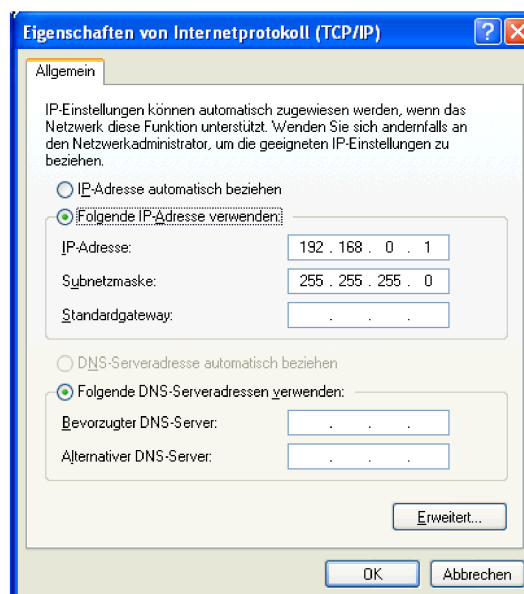 Eigenschaften von Internetprotokoll (TCP/IP)
Allgemein
IP-Einstellungen können automatisch zugewiesen werden, wenn das
Netzwerk diese Funktion unterstützt. Wenden Sie sich andernfalls an
den Netzwerkadministrator, um die geeigneten IP-Einstellungen zu
beziehen.
IP-Adresse automatisch beziehen
Folgende IP-Adresse verwenden:
IP-Adresse: 192 . 168 . 0 . 1
Subnetzmaske: 255 . 255 . 255 . 0
Standardgateway: . . .
DNS-Serveradresse automatisch beziehen
Folgende DNS-Serveradressen verwenden:
Bevorzugter DNS-Server: . . .
Alternativer DNS-Server: . . .
Erweitert...
OK Abbrechen